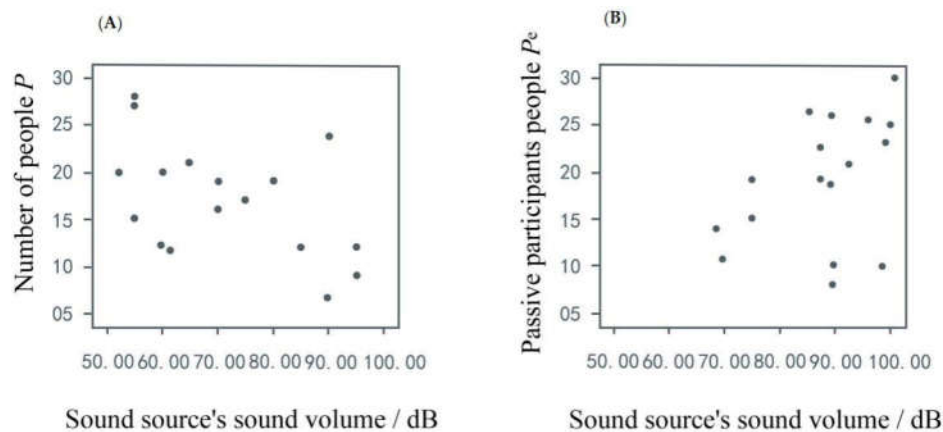 (A)
Number of people P
30
25
20
15
10
05
50.00 60.00 70.00 80.00 90.00 100.00
Sound source's sound volume / dB
(B)
Passive participants people Pe
30
25
20
15
10
05
50.00 60.00 70.00 80.00 90.00 100.00
Sound source's sound volume / dB